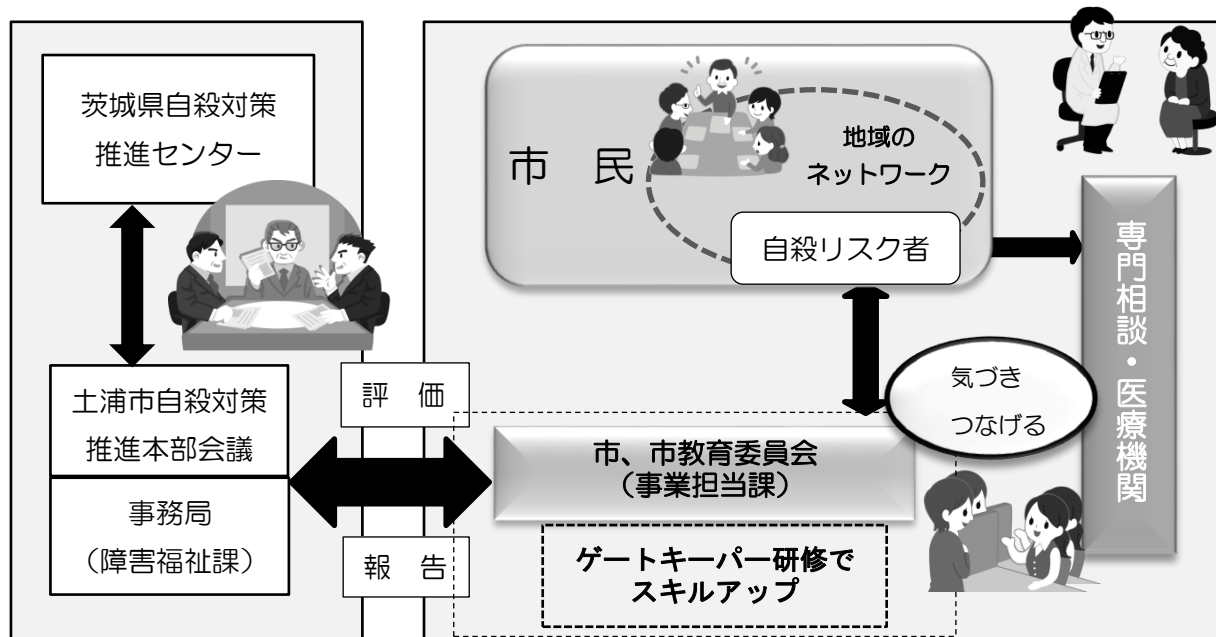 茨城県自殺対策
推進センター
土浦市自殺対策
推進本部会議
事務局
（障害福祉課）
評　価
報　告
市　民
地域の
ネットワーク
自殺リスク者
気づき
つなげる
専門相談・医療機関
市、市教育委員会
（事業担当課）
ゲートキーパー研修で
スキルアップ